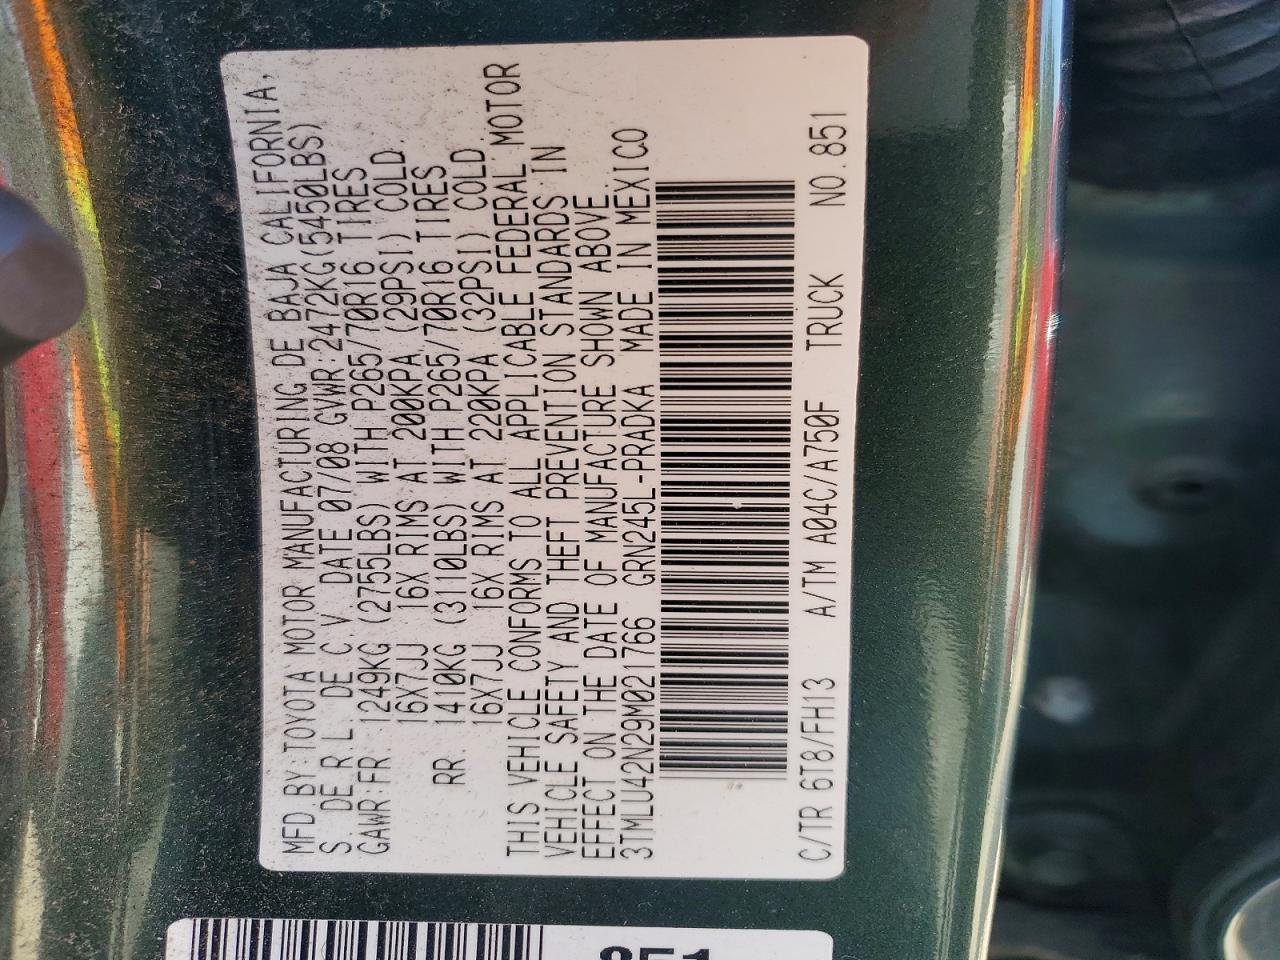 MFD.BY:TOYOTA MOTOR MANUFACTURING DE BAJA CALIFORNIA,
S. DE R.L. DE C.V. DATE 07/08 GVWR:2472KG(5450LBS)
GAWR:FR. 1249KG (2755LBS) WITH P265/70R16 TIRES
16X7JJ 16X RIMS AT 200KPA (29PSI) COLD.
RR. 1410KG (3110LBS) WITH P265/70R16 TIRES
16X7JJ 16X RIMS AT 220KPA (32PSI) COLD
THIS VEHICLE CONFORMS TO ALL APPLICABLE FEDERAL MOTOR
VEHICLE SAFETY AND THEFT PREVENTION STANDARDS IN
EFFECT ON THE DATE OF MANUFACTURE SHOWN ABOVE
3TMLU42N29M021766 GRN245L-PRADKA MADE IN MEXICO
C/TR 6T8/FH13 A/TM A04C/A750F TRUCK NO.851
851